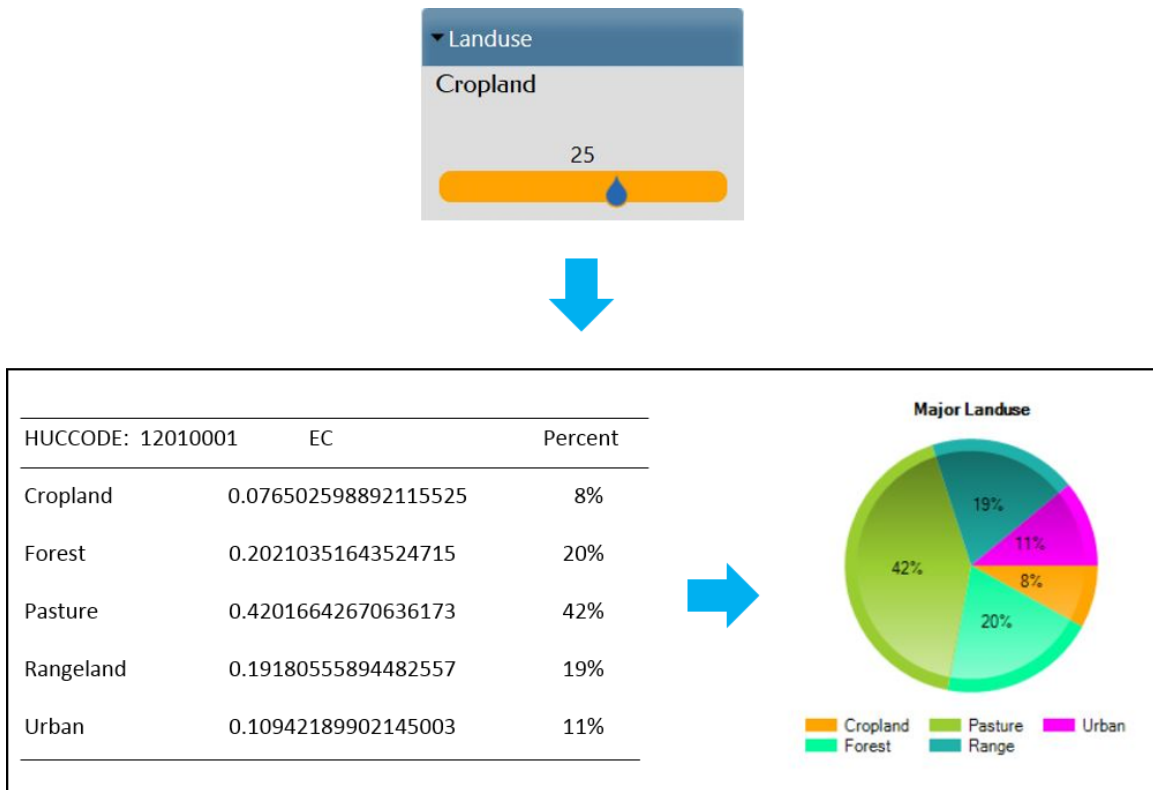 Landuse
Cropland
25
HUCCODE: 12010001 EC Percent
Cropland 0.076502598892115525 8%
Forest 0.20210351643524715 20%
Pasture 0.42016642670636173 42%
Rangeland 0.19180555894482557 19%
Urban 0.10942189902145003 11%
Major Landuse
19%
11%
42%
8%
20%
Cropland Pasture Urban
Forest Range